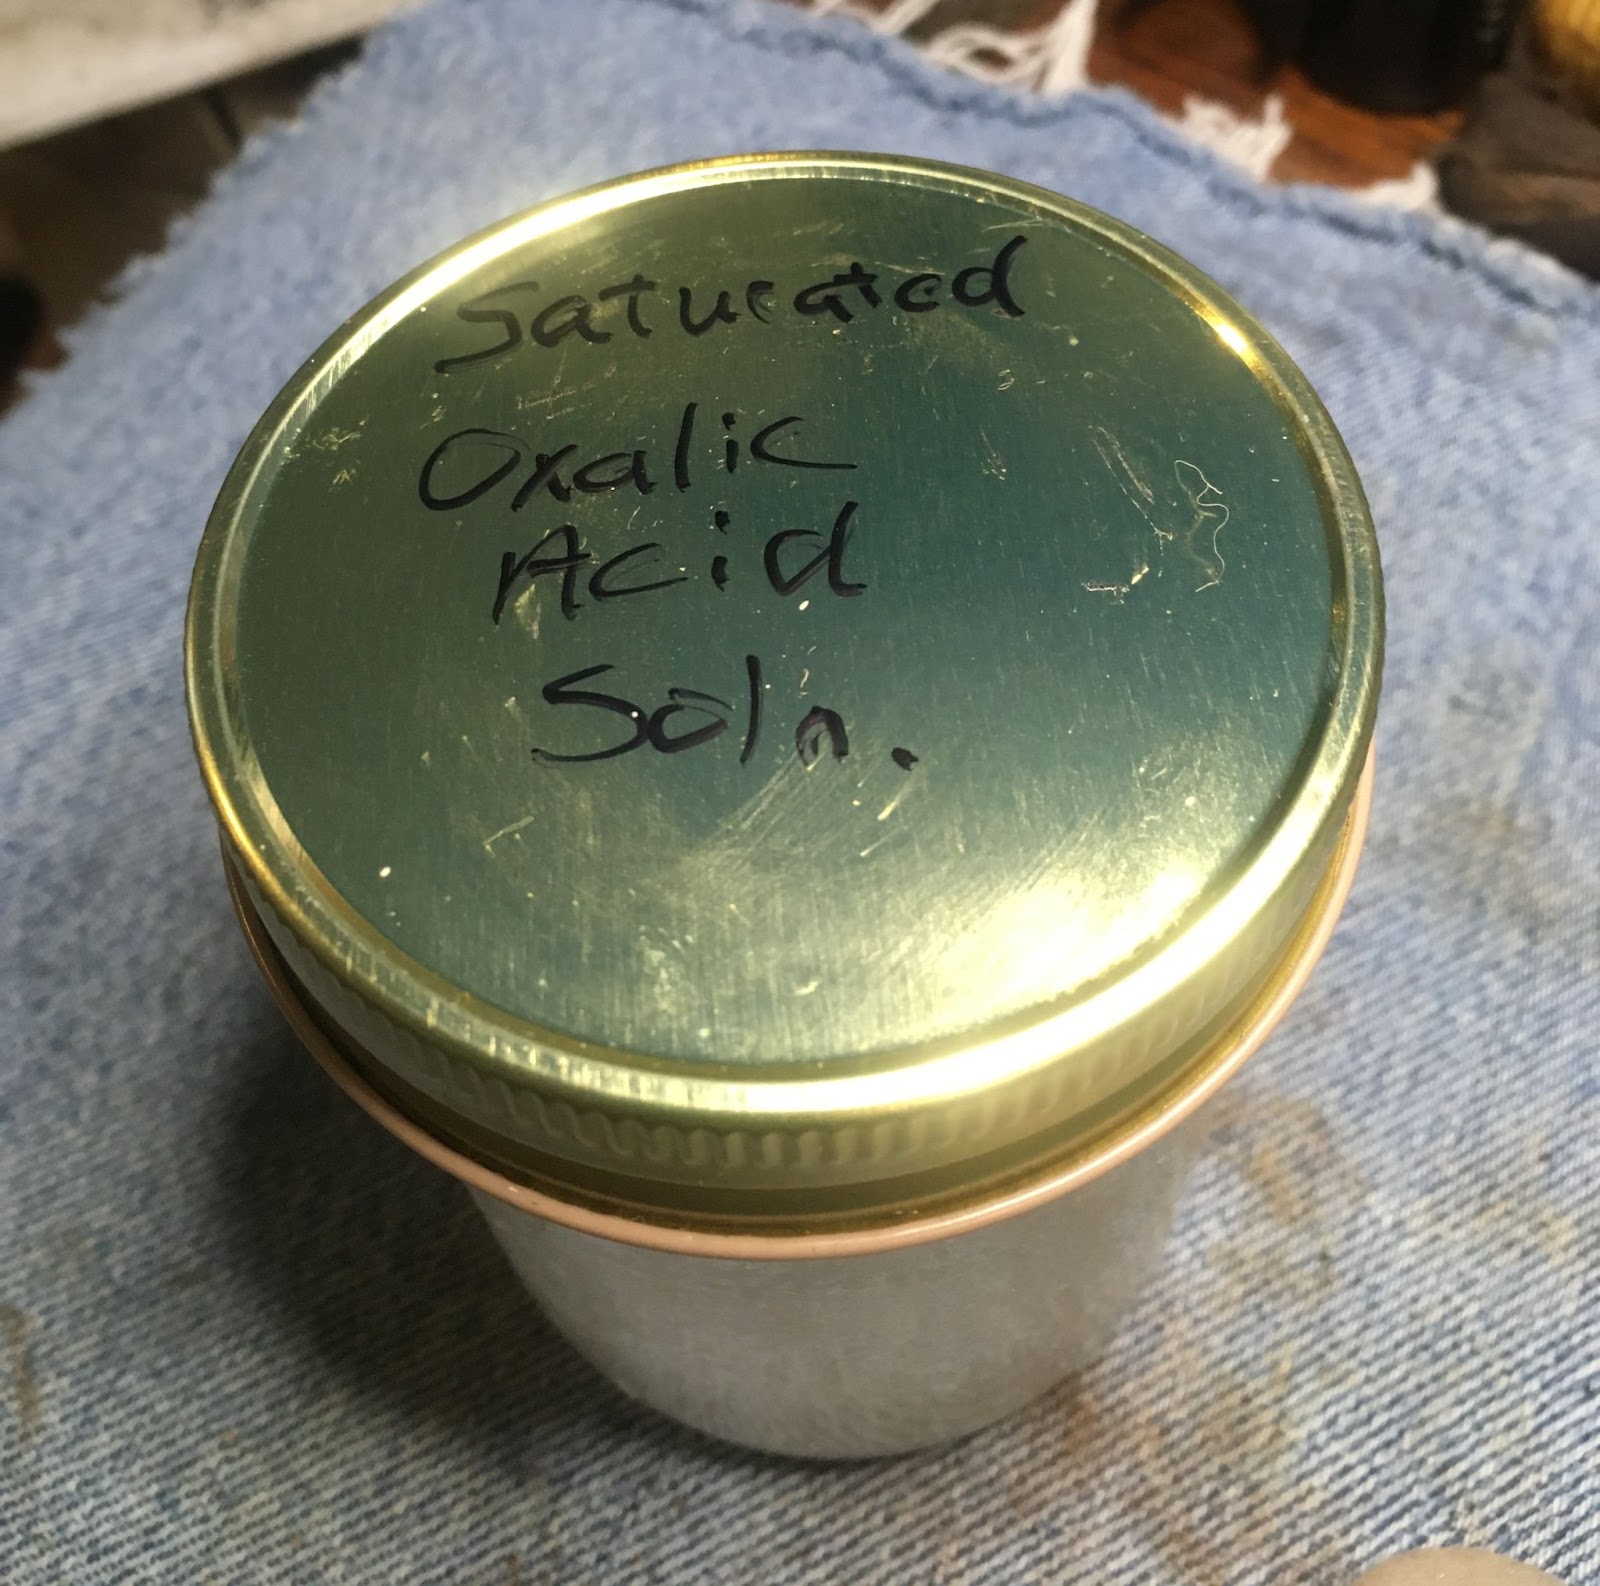 Saturated
Oxalic
Acid
Soln.